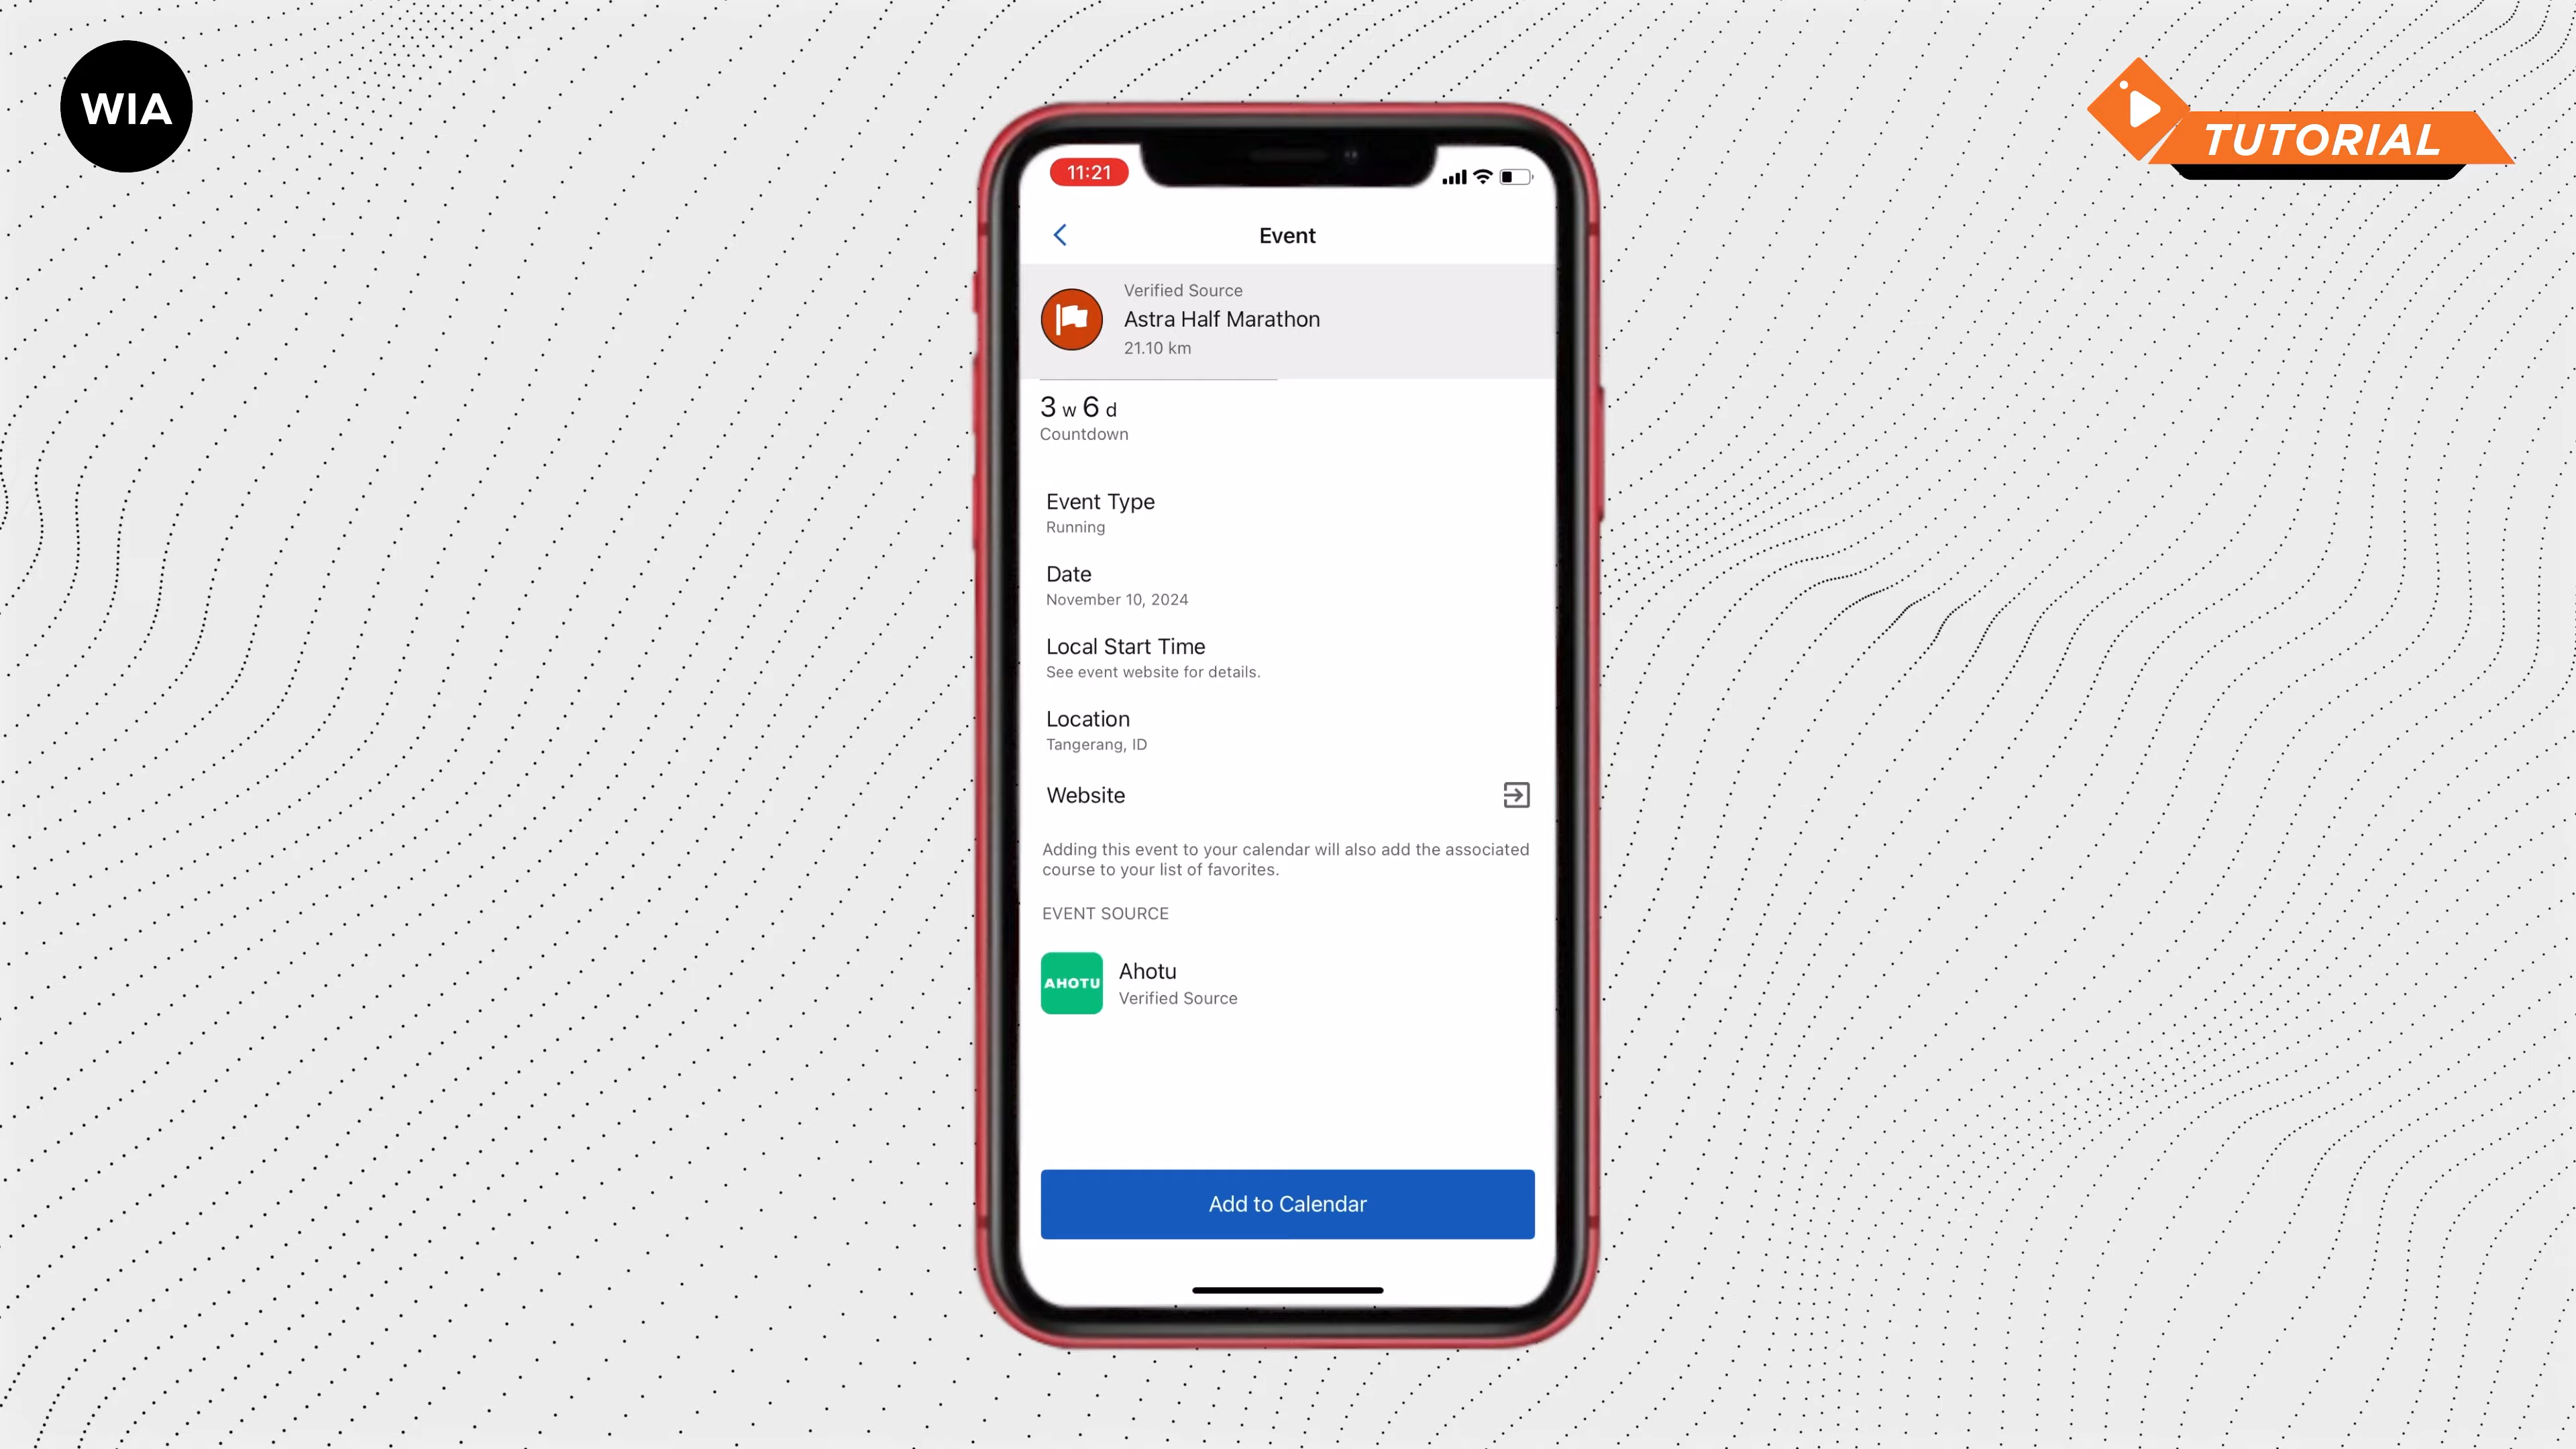 WIA
TUTORIAL
11:21
Event
Verified Source
Astra Half Marathon
21.10 km
3 w 6 d
Countdown
Event Type
Running
Date
November 10, 2024
Local Start Time
See event website for details.
Location
Tangerang, ID
Website
Adding this event to your calendar will also add the associated
course to your list of favorites.
EVENT SOURCE
AHOTU
Ahotu
Verified Source
Add to Calendar